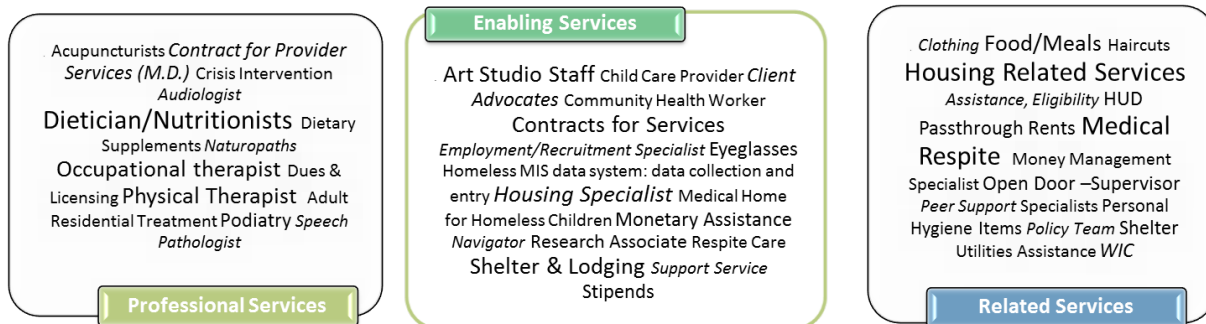 Acupuncturists Contract for Provider
Services (M.D.) Crisis Intervention
Audiologist
Dietician/Nutritionists Dietary
Supplements Naturopaths
Occupational therapist Dues &
Licensing Physical Therapist Adult
Residential Treatment Podiatry Speech
Pathologist
Professional Services
Enabling Services
Art Studio Staff Child Care Provider Client
Advocates Community Health Worker
Contracts for Services
Employment/Recruitment Specialist Eyeglasses
Homeless MIS data system: data collection and
entry Housing Specialist Medical Home
for Homeless Children Monetary Assistance
Navigator Research Associate Respite Care
Shelter & Lodging Support Service
Stipends
Clothing Food/Meals Haircuts
Housing Related Services
Assistance, Eligibility HUD
Passthrough Rents Medical
Respite Money Management
Specialist Open Door –Supervisor
Peer Support Specialists Personal
Hygiene Items Policy Team Shelter
Utilities Assistance WIC
Related Services